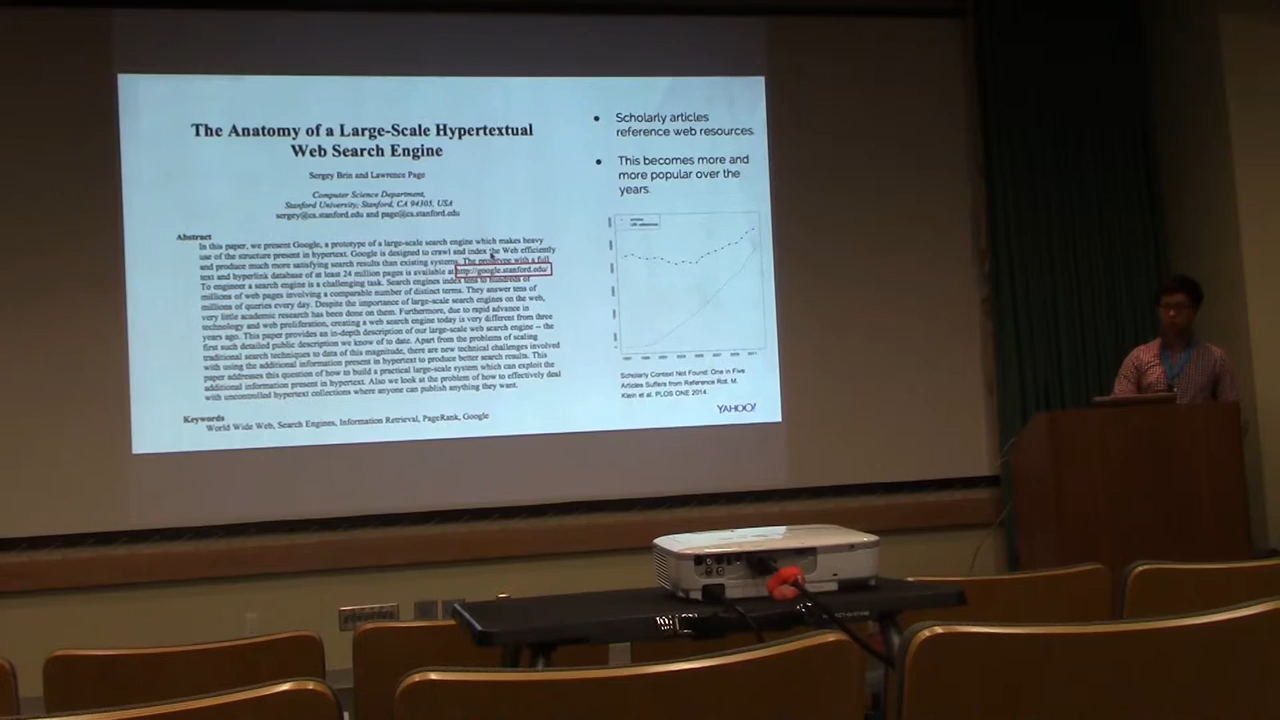 The Anatomy of a Large-Scale Hypertextual
Web Search Engine
Sergey Brin and Lawrence Page
Computer Science Department,
Stanford University, Stanford, CA 94305, USA
sergey@cs.stanford.edu and page@cs.stanford.edu
Abstract
In this paper, we present Google, a prototype of a large-scale search engine which makes heavy
use of the structure present in hypertext. Google is designed to crawl and index the Web efficiently
and produce much more satisfying search results than existing systems. The prototype with a full
text and hyperlink database of at least 24 million pages is available at http://google.stanford.edu/
To engineer a search engine is a challenging task. Search engines index tens to hundreds of
millions of web pages involving a comparable number of distinct terms. They answer tens of
millions of queries every day. Despite the importance of large-scale search engines on the web,
very little academic research has been done on them. Furthermore, due to rapid advance in
technology and web proliferation, creating a web search engine today is very different from three
years ago. This paper provides an in-depth description of our large-scale web search engine -- the
first such detailed public description we know of to date. Apart from the problems of scaling
traditional search techniques to data of this magnitude, there are new technical challenges involved
with using the additional information present in hypertext to produce better search results. This
paper addresses this question of how to build a practical large-scale system which can exploit the
additional information present in hypertext. Also we look at the problem of how to effectively deal
with uncontrolled hypertext collections where anyone can publish anything they want.
Keywords
World Wide Web, Search Engines, Information Retrieval, PageRank, Google
• Scholarly articles
reference web resources.
• This becomes more and
more popular over the
years.
1997 1999 2001 2003 2005 2007 2009 2011
Scholarly Context Not Found: One in Five
Articles Suffers from Reference Rot. M.
Klein et al. PLOS ONE 2014.
YAHOO!